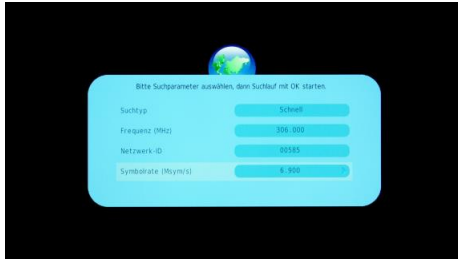 Bitte Suchparameter auswählen, dann Suchlauf mit OK starten.
Suchtyp Schnell
Frequenz (MHz) 306.000
Netzwerk-ID 00585
Symbolrate (Msym/s) 6.900